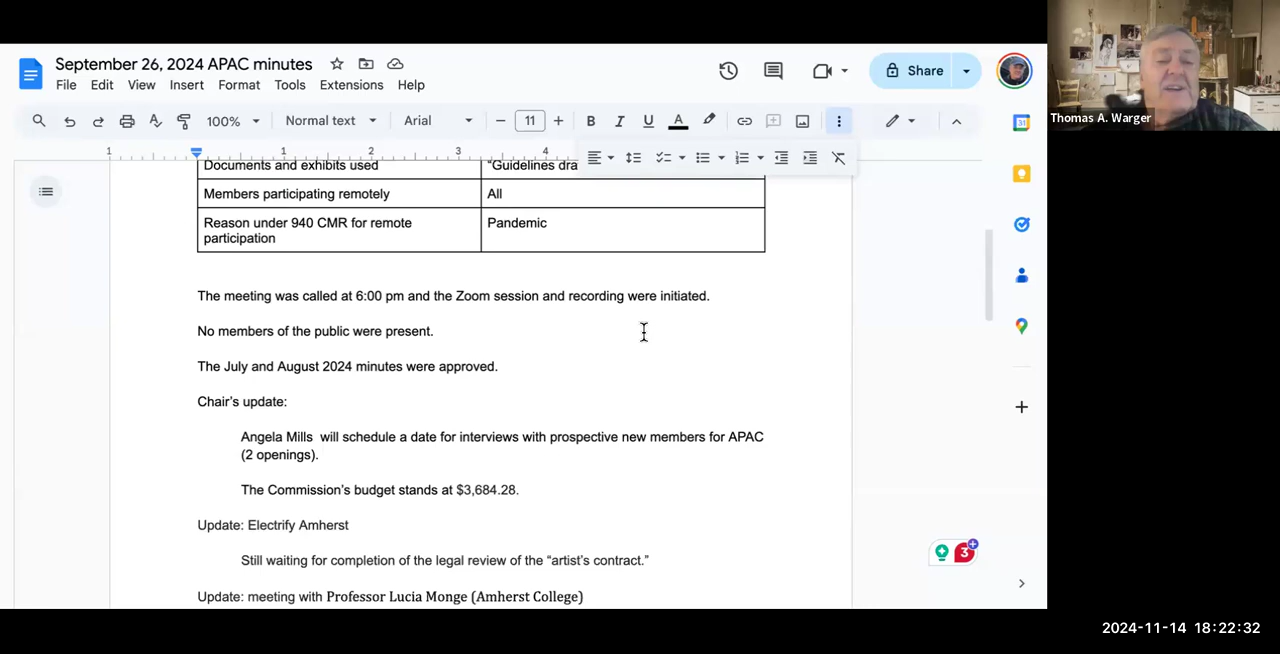 September 26, 2024 APAC minutes
File Edit View Insert Format Tools Extensions Help
Share
100% Normal text Arial 11
1 1 2 3 4
Documents and exhibits used "Guidelines dra
Members participating remotely All
Reason under 940 CMR for remote Pandemic
participation
The meeting was called at 6:00 pm and the Zoom session and recording were initiated.
No members of the public were present.
The July and August 2024 minutes were approved.
Chair's update:
Angela Mills will schedule a date for interviews with prospective new members for APAC
(2 openings).
The Commission's budget stands at $3,684.28.
Update: Electrify Amherst
Still waiting for completion of the legal review of the “artist’s contract.”
Update: meeting with Professor Lucia Monge (Amherst College)
3
Thomas A. Warger
2024-11-14 18:22:32